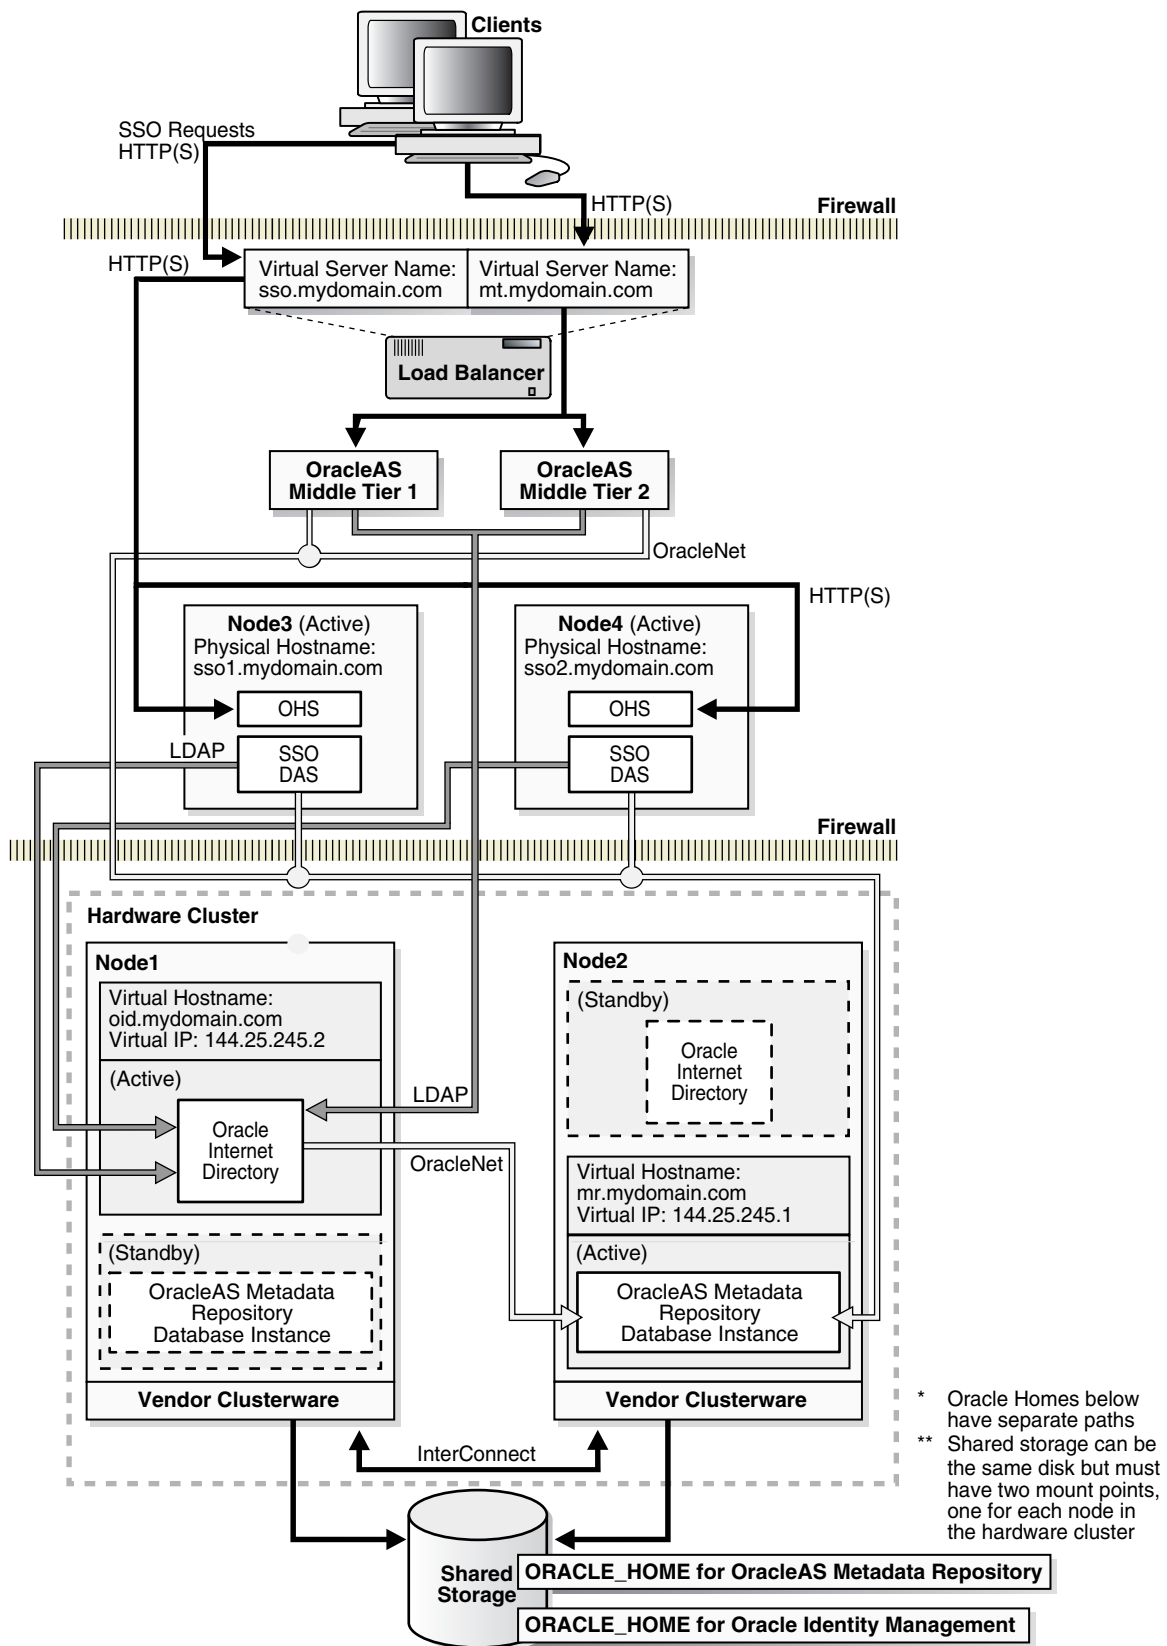 Clients
SSO Requests
HTTP(S)
HTTP(S)
Firewall
HTTP(S)
Virtual Server Name:
sso.mydomain.com
Virtual Server Name:
mt.mydomain.com
Load Balancer
OracleAS
Middle Tier 1
OracleAS
Middle Tier 2
OracleNet
HTTP(S)
Node3 (Active)
Physical Hostname:
sso1.mydomain.com
OHS
SSO
DAS
Node4 (Active)
Physical Hostname:
sso2.mydomain.com
OHS
SSO
DAS
LDAP
Firewall
Hardware Cluster
Node1
Virtual Hostname:
oid.mydomain.com
Virtual IP: 144.25.245.2
(Active)
Oracle
Internet
Directory
LDAP
OracleNet
(Standby)
OracleAS Metadata
Repository
Database Instance
Vendor Clusterware
Node2
(Standby)
Oracle
Internet
Directory
Virtual Hostname:
mr.mydomain.com
Virtual IP: 144.25.245.1
(Active)
OracleAS Metadata
Repository
Database Instance
Vendor Clusterware
InterConnect
* Oracle Homes below
have separate paths
** Shared storage can be
the same disk but must
have two mount points,
one for each node in
the hardware cluster
Shared
Storage
ORACLE_HOME for OracleAS Metadata Repository
ORACLE_HOME for Oracle Identity Management